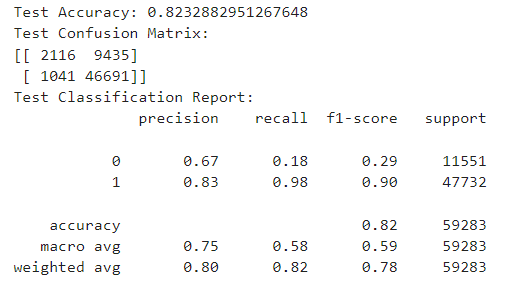 Test Accuracy: 0.8232882951267648
Test Confusion Matrix:
[[ 2116  9435]
 [ 1041 46691]]
Test Classification Report:
              precision    recall  f1-score   support

           0       0.67      0.18      0.29     11551
           1       0.83      0.98      0.90     47732

    accuracy                           0.82     59283
   macro avg       0.75      0.58      0.59     59283
weighted avg       0.80      0.82      0.78     59283